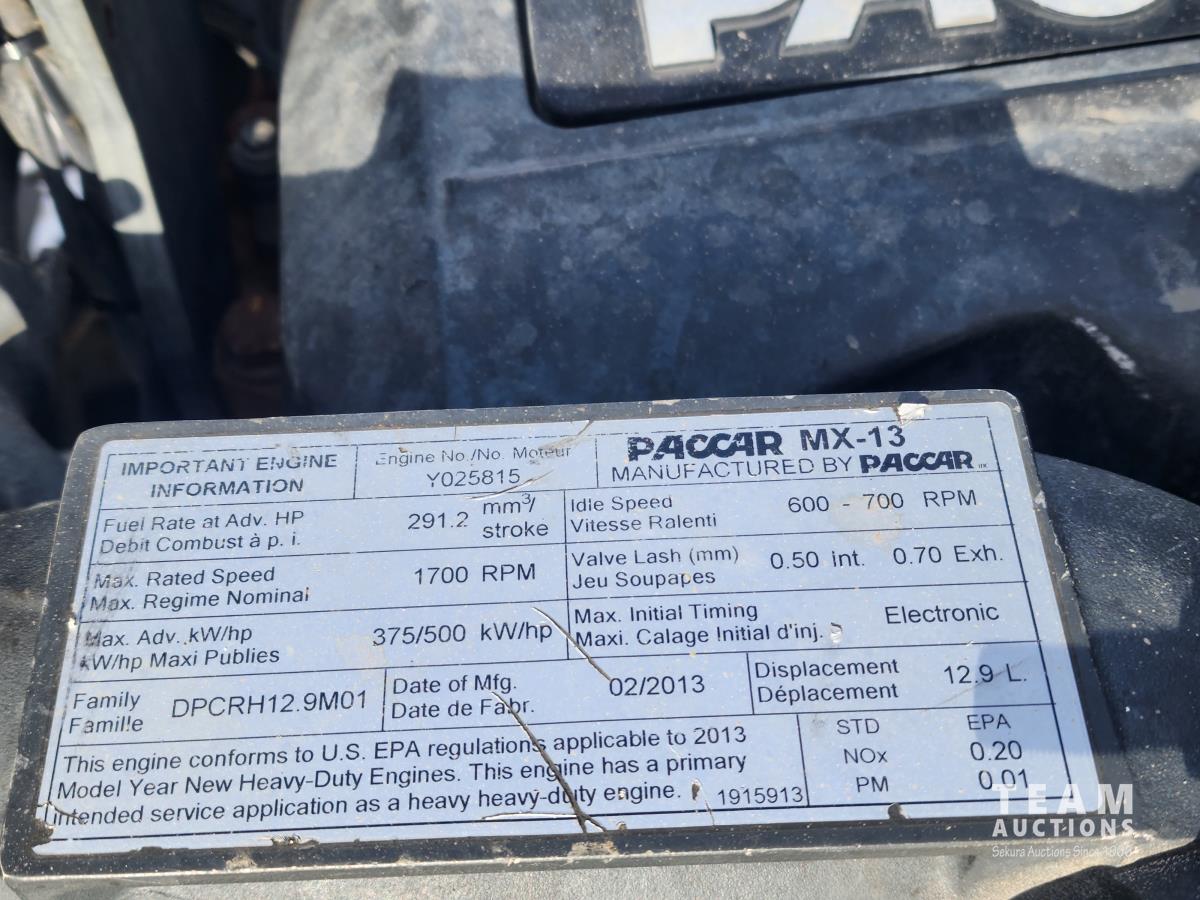 PAC
IMPORTANT ENGINE
INFORMATION
Engine No./No. Moteur
Y025815
PACCAR MX-13
MANUFACTURED BY PACCAR
Fuel Rate at Adv. HP
Debit Combust à p. i.
291.2 mm³/
stroke
Idle Speed
Vitesse Ralenti
600 - 700 RPM
Max. Rated Speed
Max. Regime Nominal
1700 RPM
Valve Lash (mm)
Jeu Soupapes
0.50 int. 0.70 Exh.
Max. Adv. kW/hp
kW/hp Maxi Publies
375/500 kW/hp
Max. Initial Timing
Maxi. Calage Initial d'inj.
Electronic
Family
Famille
DPCRH12.9M01
Date of Mfg.
Date de Fabr.
02/2013
Displacement
Déplacement
12.9 L.
This engine conforms to U.S. EPA regulations applicable to 2013
Model Year New Heavy-Duty Engines. This engine has a primary
intended service application as a heavy heavy-duty engine.
1915913
STD EPA
NOx 0.20
PM 0.01
TEAM
AUCTIONS
Sekura Auctions Since 1966